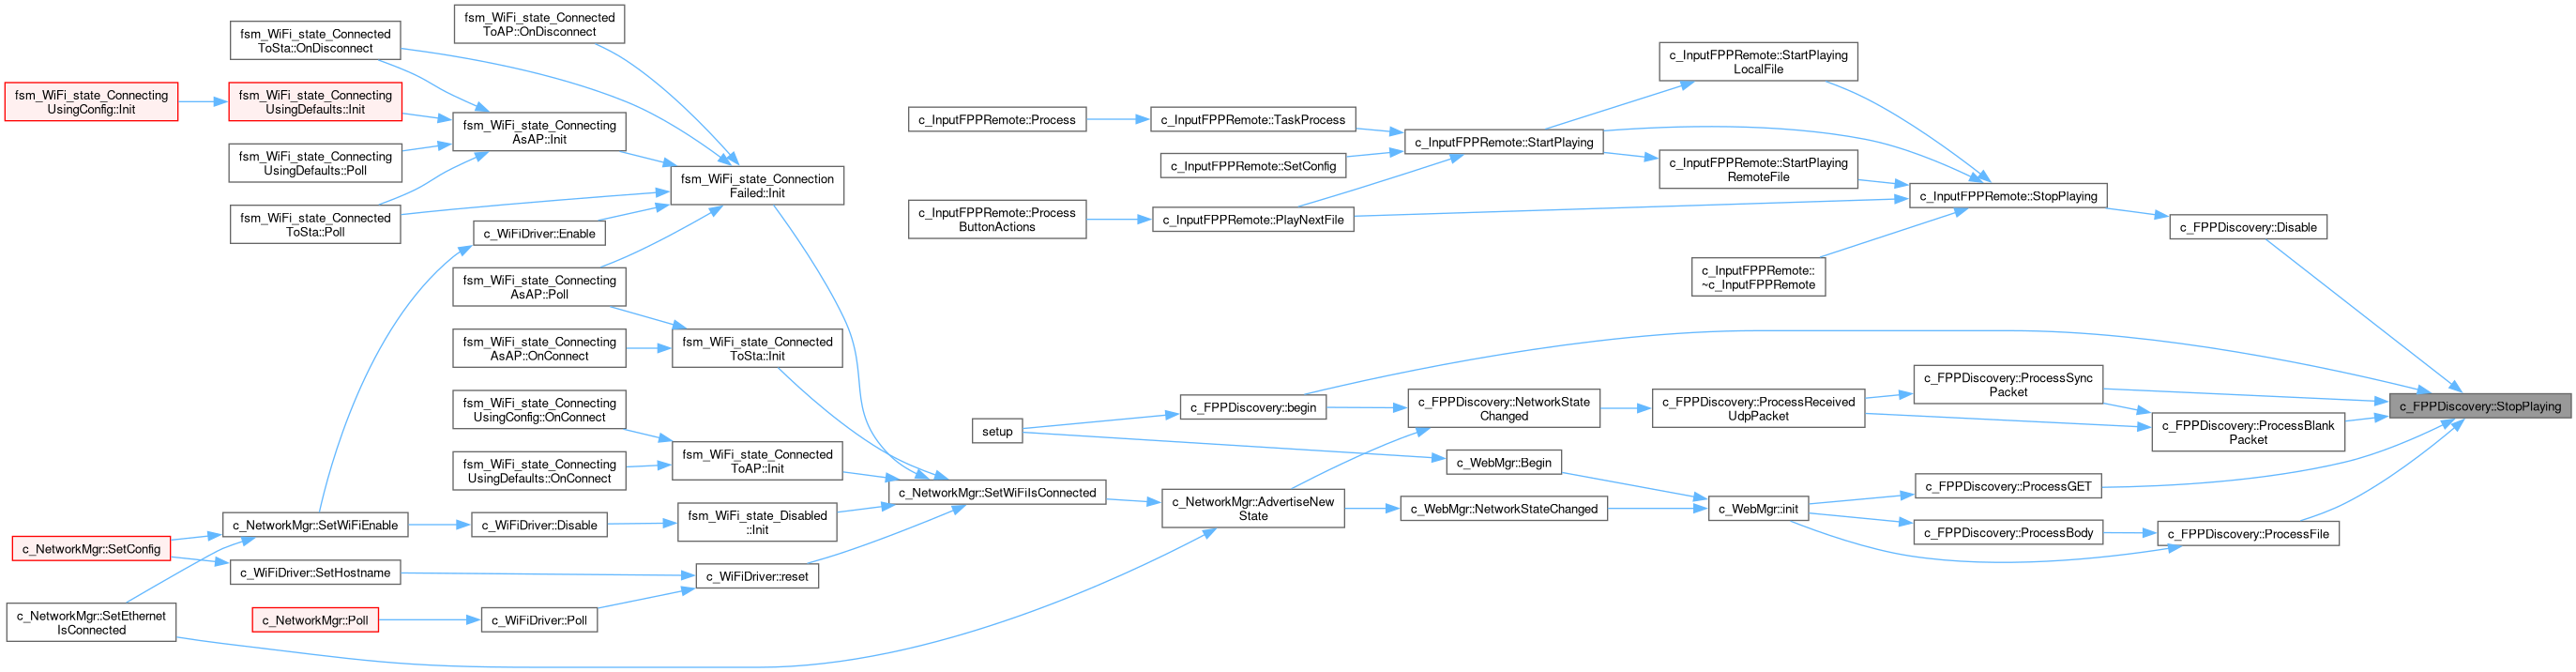 fsm_WiFi_state_Connected
ToAP::OnDisconnect
fsm_WiFi_state_Connected
ToSta::OnDisconnect
fsm_WiFi_state_Connecting
UsingConfig::Init
fsm_WiFi_state_Connecting
UsingDefaults::Init
fsm_WiFi_state_Connecting
AsAP::Init
fsm_WiFi_state_Connecting
UsingDefaults::Poll
fsm_WiFi_state_Connection
Failed::Init
fsm_WiFi_state_Connected
ToSta::Poll
c_WiFiDriver::Enable
fsm_WiFi_state_Connecting
AsAP::Poll
fsm_WiFi_state_Connecting
AsAP::OnConnect
fsm_WiFi_state_Connected
ToSta::Init
fsm_WiFi_state_Connecting
UsingConfig::OnConnect
fsm_WiFi_state_Connecting
UsingDefaults::OnConnect
fsm_WiFi_state_Connected
ToAP::Init
c_NetworkMgr::SetWiFiIsConnected
c_NetworkMgr::SetWiFiEnable
c_WiFiDriver::Disable
fsm_WiFi_state_Disabled
::Init
c_NetworkMgr::SetConfig
c_WiFiDriver::SetHostname
c_WiFiDriver::reset
c_NetworkMgr::SetEthernet
IsConnected
c_NetworkMgr::Poll
c_WiFiDriver::Poll
c_InputFPPRemote::StartPlaying
LocalFile
c_InputFPPRemote::Process
c_InputFPPRemote::TaskProcess
c_InputFPPRemote::StartPlaying
c_InputFPPRemote::SetConfig
c_InputFPPRemote::StartPlaying
RemoteFile
c_InputFPPRemote::StopPlaying
c_InputFPPRemote::Process
ButtonActions
c_InputFPPRemote::PlayNextFile
c_FPPDiscovery::Disable
c_InputFPPRemote::
~c_InputFPPRemote
c_FPPDiscovery::ProcessSync
Packet
c_FPPDiscovery::StopPlaying
c_FPPDiscovery::begin
c_FPPDiscovery::NetworkState
Changed
c_FPPDiscovery::ProcessReceived
UdpPacket
setup
c_FPPDiscovery::ProcessBlank
Packet
c_WebMgr::Begin
c_FPPDiscovery::ProcessGET
c_NetworkMgr::AdvertiseNew
State
c_WebMgr::NetworkStateChanged
c_WebMgr::init
c_FPPDiscovery::ProcessBody
c_FPPDiscovery::ProcessFile